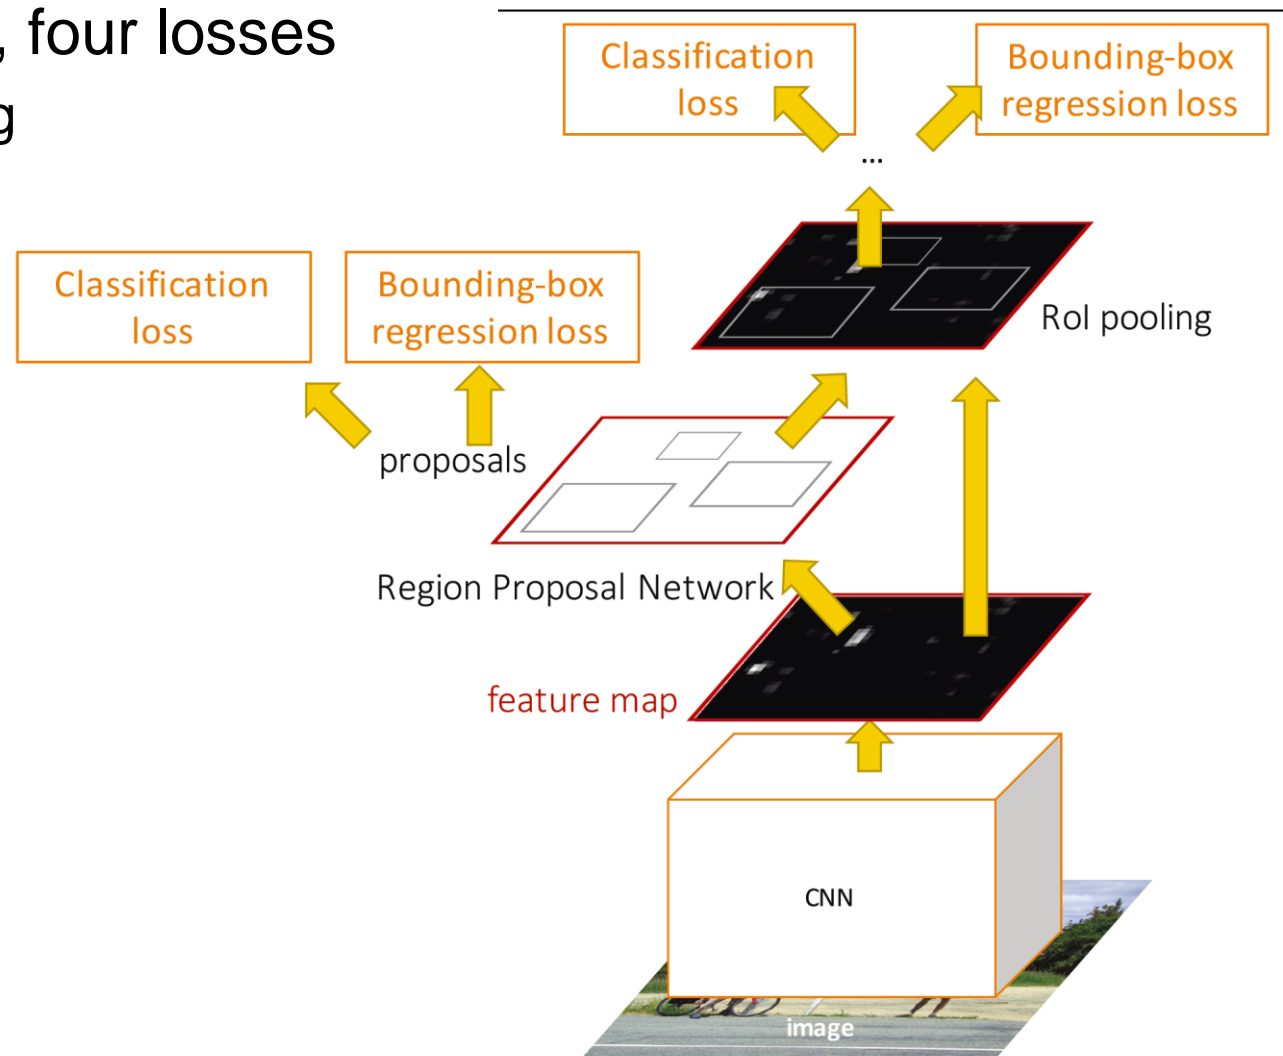 , four losses
g
Classification
loss
Bounding-box
regression loss
...
Classification
loss
Bounding-box
regression loss
RoI pooling
proposals
Region Proposal Network
feature map
CNN
image